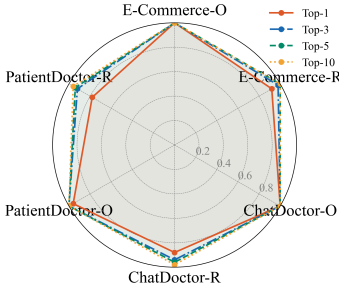 E-Commerce-O
Top-1
Top-3
Top-5
Top-10
PatientDoctor-R
E-Commerce-R
0.2
0.4
0.6
0.8
PatientDoctor-O
ChatDoctor-O
ChatDoctor-R